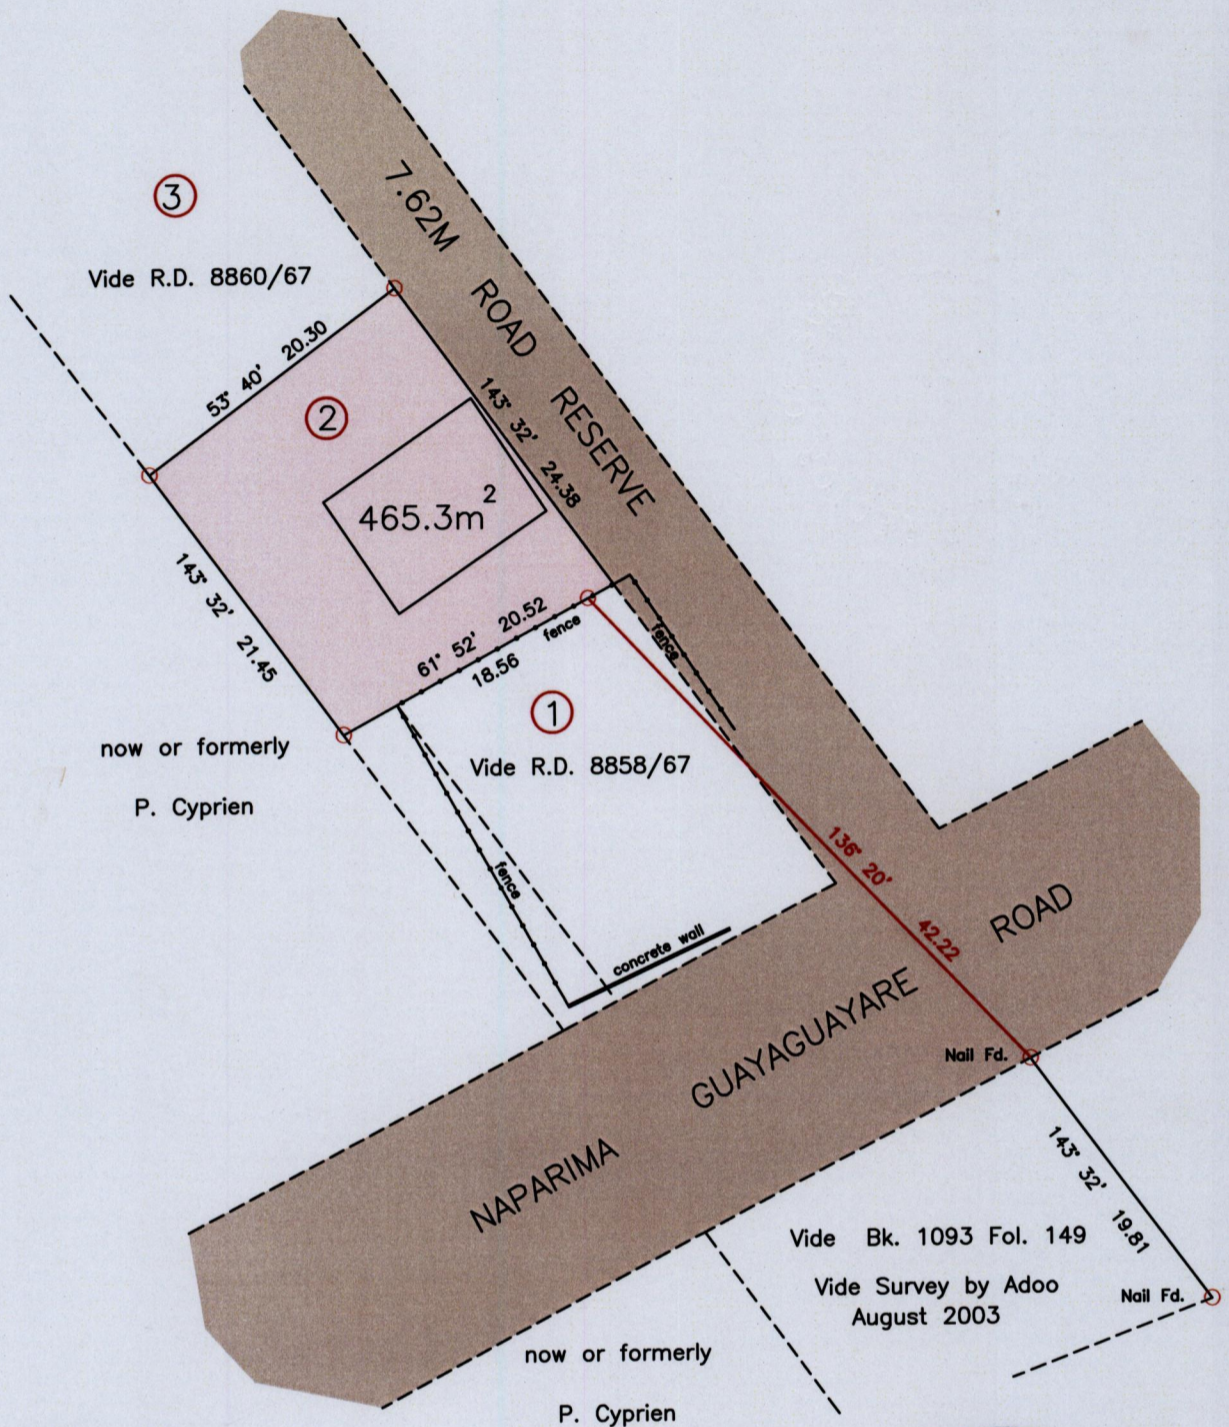 7.62M ROAD RESERVE
3
Vide R.D. 8860/67
53° 40' 20.30
2
143° 32' 24.38
465.3m²
143° 32' 21.45
61° 52' 20.52
fence
18.56
fence
1
Vide R.D. 8858/67
now or formerly
P. Cyprien
fence
concrete wall
136° 20' 42.22
NAPARIMA GUAYAGUAYARE ROAD
Nail Fd.
143° 32' 19.81
Vide Bk. 1093 Fol. 149
Vide Survey by Adoo
August 2003
Nail Fd.
now or formerly
P. Cyprien